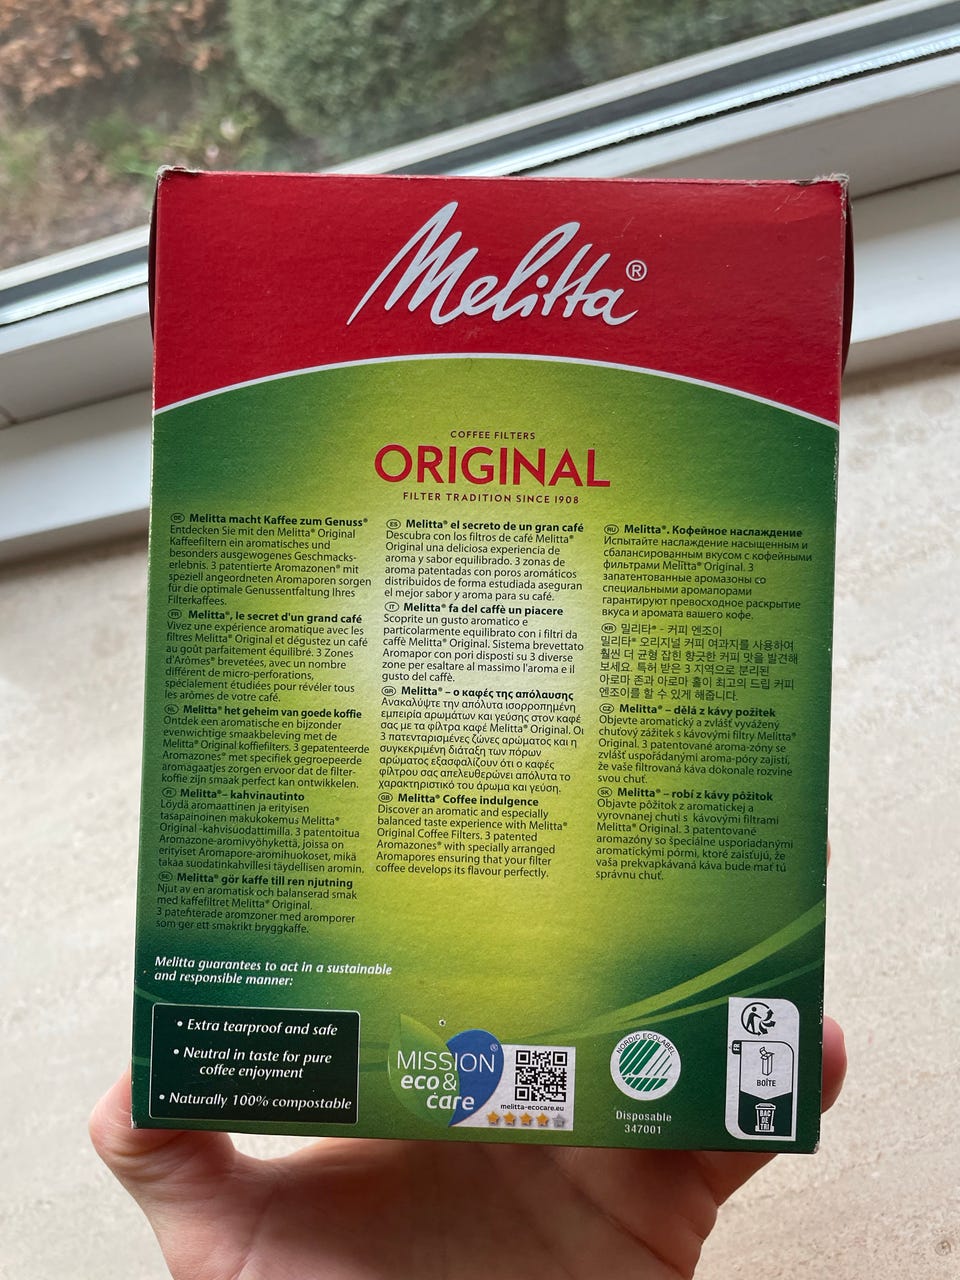 Melitta®
COFFEE FILTERS
ORIGINAL
FILTER TRADITION SINCE 1908
DE Melitta macht Kaffee zum Genuss®
Entdecken Sie mit den Melitta® Original
Kaffeefiltern ein aromatisches und
besonders ausgewogenes Geschmacks-
erlebnis. 3 patentierte Aromazonen® mit
speziell angeordneten Aromaporen sorgen
für die optimale Genussentfaltung Ihres
Filterkaffees.
FR Melitta®, le secret d'un grand café
Vivez une expérience aromatique avec les
filtres Melitta® Original et dégustez un café
au goût parfaitement équilibré. 3 Zones
d'Arômes® brevetées, avec un nombre
différent de micro-perforations,
spécialement étudiées pour révéler tous
les arômes de votre café.
NL Melitta® het geheim van goede koffie
Ontdek een aromatische en bijzonder
evenwichtige smaakbeleving met de
Melitta® Original koffiefilters. 3 gepatenteerde
Aromazones® met specifiek gegroepeerde
aromagaatjes zorgen ervoor dat de filter-
koffie zijn smaak perfect kan ontwikkelen.
FI Melitta® – kahvinautinto
Löydä aromaattinen ja erityisen
tasapainoinen makukokemus Melitta®
Original -kahvisuodattimilla. 3 patentoitua
Aromazone-aromivyöhykettä, joissa on
erityiset Aromapore-aromihuokoset, mikä
takaa suodatinkahvillesi täydellisen aromin.
SE Melitta® gör kaffe till ren njutning
Njut av en aromatisk och balanserad smak
med kaffefiltret Melitta® Original.
3 patenterade aromzoner med aromporer
som ger ett smakrikt bryggkaffe.
ES Melitta® el secreto de un gran café
Descubra con los filtros de café Melitta®
Original una deliciosa experiencia de
aroma y sabor equilibrado. 3 zonas de
aroma patentadas con poros aromáticos
distribuidos de forma estudiada aseguran
el mejor sabor y aroma para su café.
IT Melitta® fa del caffè un piacere
Scoprite un gusto aromatico e
particolarmente equilibrato con i filtri da
caffè Melitta® Original. Sistema brevettato
Aromapor con pori disposti su 3 diverse
zone per esaltare al massimo l'aroma e il
gusto del caffè.
GR Melitta® – ο καφές της απόλαυσης
Ανακαλύψτε την απόλυτα ισορροπημένη
εμπειρία αρωμάτων και γεύσης στον καφέ
σας με τα φίλτρα καφέ Melitta® Original. Οι
3 πατενταρισμένες ζώνες αρώματος και η
συγκεκριμένη διάταξη των πόρων
αρώματος εξασφαλίζουν ότι ο καφές
φίλτρου σας απελευθερώνει απόλυτα το
χαρακτηριστικό του άρωμα και γεύση.
GB Melitta® Coffee indulgence
Discover an aromatic and especially
balanced taste experience with Melitta®
Original Coffee Filters. 3 patented
Aromazones® with specially arranged
Aromapores ensuring that your filter
coffee develops its flavour perfectly.
RU Melitta®. Кофейное наслаждение
Испытайте наслаждение насыщенным и
сбалансированным вкусом с кофейными
фильтрами Melitta® Original. 3
запатентованные аромазоны со
специальными аромапорами
гарантируют превосходное раскрытие
вкуса и аромата вашего кофе.
KR 밀리타® - 커피 엔조이
밀리타® 오리지널 커피 여과지를 사용하여
훨씬 더 균형 잡힌 향긋한 커피 맛을 발견해
보세요. 특허 받은 3 지역으로 분리된
아로마 존과 아로마 홀이 최고의 드립 커피
엔조이를 할 수 있게 해줍니다.
CZ Melitta® – dělá z kávy požitek
Objevte aromatický a zvlášť vyvážený
chuťový zážitek s kávovými filtry Melitta®
Original. 3 patentované aroma-zóny se
zvlášť uspořádanými aroma-póry zajistí,
že vaše filtrovaná káva dokonale rozvine
svou chuť.
SK Melitta® – robí z kávy pôžitok
Objavte pôžitok z aromatickej a
vyrovnanej chuti s kávovými filtrami
Melitta® Original. 3 patentované
aromazóny so špeciálne usporiadanými
aromatickými pórmi, ktoré zaisťujú, že
vaša prekvapkávaná káva bude mať tú
správnu chuť.
Melitta guarantees to act in a sustainable
and responsible manner:
• Extra tearproof and safe
• Neutral in taste for pure
coffee enjoyment
• Naturally 100% compostable
MISSION®
eco &
care
melitta-ecocare.eu
NORDIC ECOLABEL
Disposable
347001
FR
BOÎTE
BAC
DE
TRI